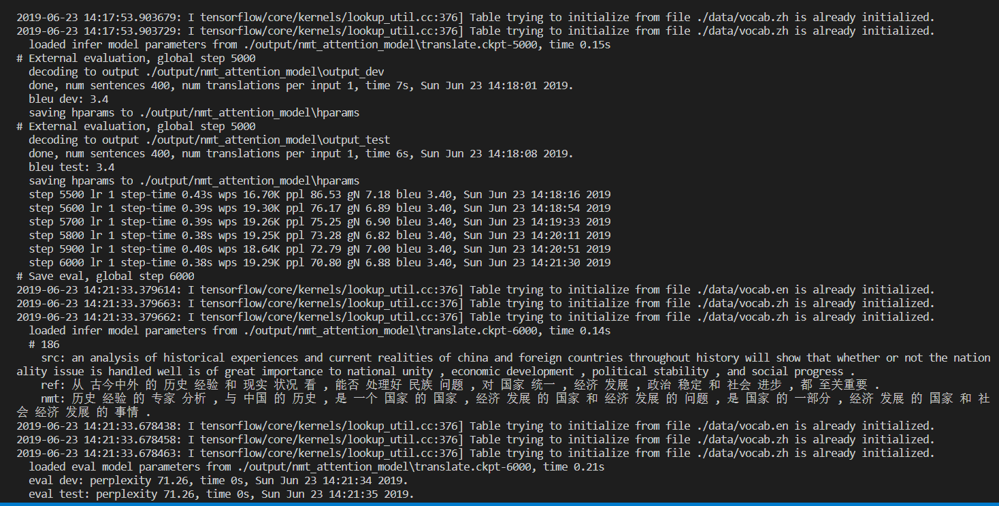 2019-06-23 14:17:53.903679: I tensorflow/core/kernels/lookup_util.cc:376] Table trying to initialize from file ./data/vocab.zh is already initialized.
2019-06-23 14:17:53.903729: I tensorflow/core/kernels/lookup_util.cc:376] Table trying to initialize from file ./data/vocab.zh is already initialized.
  loaded infer model parameters from ./output/nmt_attention_model\translate.ckpt-5000, time 0.15s
# External evaluation, global step 5000
  decoding to output ./output/nmt_attention_model\output_dev
  done, num sentences 400, num translations per input 1, time 7s, Sun Jun 23 14:18:01 2019.
  bleu dev: 3.4
  saving hparams to ./output/nmt_attention_model\hparams
# External evaluation, global step 5000
  decoding to output ./output/nmt_attention_model\output_test
  done, num sentences 400, num translations per input 1, time 6s, Sun Jun 23 14:18:08 2019.
  bleu test: 3.4
  saving hparams to ./output/nmt_attention_model\hparams
  step 5500 lr 1 step-time 0.43s wps 16.70K ppl 86.53 gN 7.18 bleu 3.40, Sun Jun 23 14:18:16 2019
  step 5600 lr 1 step-time 0.39s wps 19.30K ppl 76.17 gN 6.89 bleu 3.40, Sun Jun 23 14:18:54 2019
  step 5700 lr 1 step-time 0.39s wps 19.26K ppl 75.25 gN 6.90 bleu 3.40, Sun Jun 23 14:19:33 2019
  step 5800 lr 1 step-time 0.38s wps 19.25K ppl 73.28 gN 6.82 bleu 3.40, Sun Jun 23 14:20:11 2019
  step 5900 lr 1 step-time 0.40s wps 18.64K ppl 72.79 gN 7.00 bleu 3.40, Sun Jun 23 14:20:51 2019
  step 6000 lr 1 step-time 0.38s wps 19.29K ppl 70.80 gN 6.88 bleu 3.40, Sun Jun 23 14:21:30 2019
# Save eval, global step 6000
2019-06-23 14:21:33.379614: I tensorflow/core/kernels/lookup_util.cc:376] Table trying to initialize from file ./data/vocab.en is already initialized.
2019-06-23 14:21:33.379663: I tensorflow/core/kernels/lookup_util.cc:376] Table trying to initialize from file ./data/vocab.zh is already initialized.
2019-06-23 14:21:33.379662: I tensorflow/core/kernels/lookup_util.cc:376] Table trying to initialize from file ./data/vocab.zh is already initialized.
  loaded infer model parameters from ./output/nmt_attention_model\translate.ckpt-6000, time 0.14s
  # 186
    src: an analysis of historical experiences and current realities of china and foreign countries throughout history will show that whether or not the nation
ality issue is handled well is of great importance to national unity , economic development , political stability , and social progress .
    ref: 从 古今中外 的 历史 经验 和 现实 状况 看 , 能否 处理好 民族 问题 , 对 国家 统一 , 经济 发展 , 政治 稳定 和 社会 进步 , 都 至关重要 .
    nmt: 历史 经验 的 专家 分析 , 与 中国 的 历史 , 是 一个 国家 的 国家 , 经济 发展 的 国家 和 经济 发展 的 问题 , 是 国家 的 一部分 , 经济 发展 的 国家 和 社
会 经济 发展 的 事情 .
2019-06-23 14:21:33.678438: I tensorflow/core/kernels/lookup_util.cc:376] Table trying to initialize from file ./data/vocab.en is already initialized.
2019-06-23 14:21:33.678458: I tensorflow/core/kernels/lookup_util.cc:376] Table trying to initialize from file ./data/vocab.zh is already initialized.
2019-06-23 14:21:33.678463: I tensorflow/core/kernels/lookup_util.cc:376] Table trying to initialize from file ./data/vocab.zh is already initialized.
  loaded eval model parameters from ./output/nmt_attention_model\translate.ckpt-6000, time 0.21s
  eval dev: perplexity 71.26, time 0s, Sun Jun 23 14:21:34 2019.
  eval test: perplexity 71.26, time 0s, Sun Jun 23 14:21:35 2019.